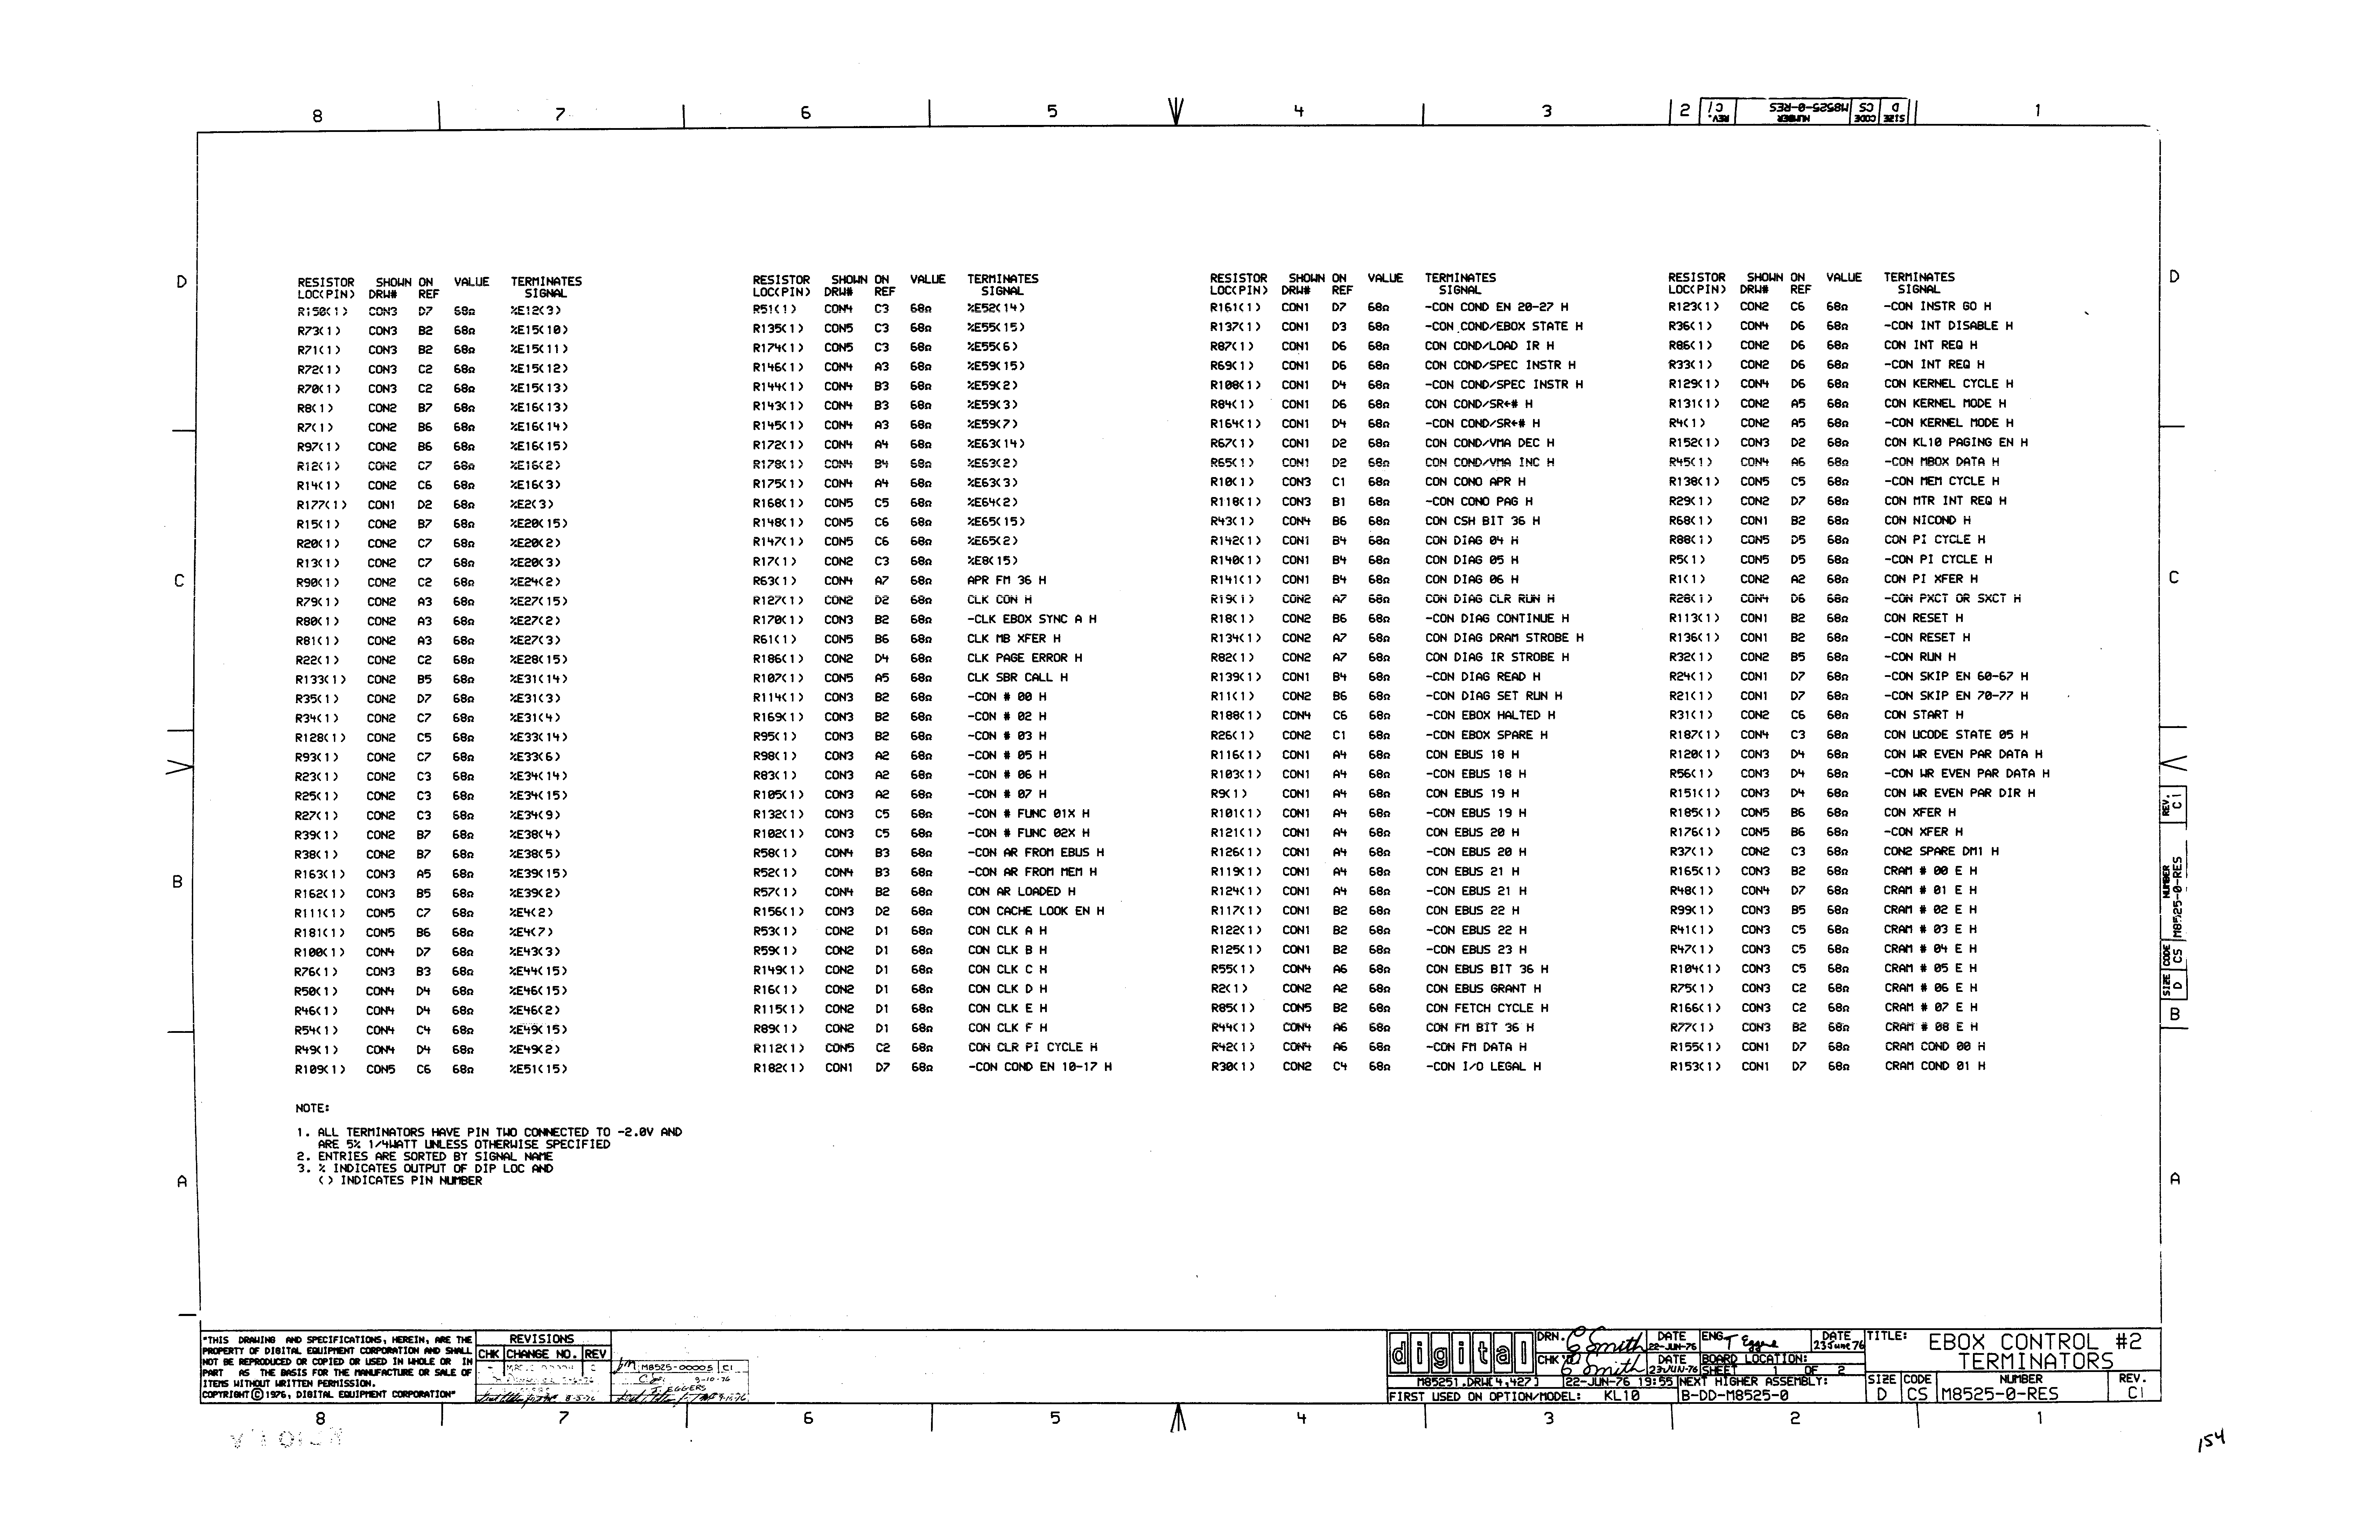 8 7 6 5 4 3 2 1
SIZE D CODE CS NUMBER M8525-0-RES REV. C1
RESISTOR SHOWN ON VALUE TERMINATES
LOC(PIN) DRW# REF SIGNAL
R150(1) CON3 D7 68Ω %E12(3)
R73(1) CON3 B2 68Ω %E15(10)
R71(1) CON3 B2 68Ω %E15(11)
R72(1) CON3 C2 68Ω %E15(12)
R70(1) CON3 C2 68Ω %E15(13)
R8(1) CON2 B7 68Ω %E16(13)
R7(1) CON2 B6 68Ω %E16(14)
R97(1) CON2 B6 68Ω %E16(15)
R12(1) CON2 C7 68Ω %E16(2)
R14(1) CON2 C6 68Ω %E16(3)
R177(1) CON1 D2 68Ω %E2(3)
R15(1) CON2 B7 68Ω %E20(15)
R20(1) CON2 C7 68Ω %E20(2)
R13(1) CON2 C7 68Ω %E20(3)
R90(1) CON2 C2 68Ω %E24(2)
R79(1) CON2 A3 68Ω %E27(15)
R80(1) CON2 A3 68Ω %E27(2)
R81(1) CON2 A3 68Ω %E27(3)
R22(1) CON2 C2 68Ω %E28(15)
R133(1) CON2 B5 68Ω %E31(14)
R35(1) CON2 D7 68Ω %E31(3)
R34(1) CON2 C7 68Ω %E31(4)
R128(1) CON2 C5 68Ω %E33(14)
R93(1) CON2 C7 68Ω %E33(6)
R23(1) CON2 C3 68Ω %E34(14)
R25(1) CON2 C3 68Ω %E34(15)
R27(1) CON2 C3 68Ω %E34(9)
R39(1) CON2 B7 68Ω %E38(4)
R38(1) CON2 B7 68Ω %E38(5)
R163(1) CON3 A5 68Ω %E39(15)
R162(1) CON3 B5 68Ω %E39(2)
R111(1) CON5 C7 68Ω %E4(2)
R181(1) CON5 B6 68Ω %E4(7)
R100(1) CON4 D7 68Ω %E43(3)
R76(1) CON3 B3 68Ω %E44(15)
R50(1) CON4 D4 68Ω %E46(15)
R46(1) CON4 D4 68Ω %E46(2)
R54(1) CON4 C4 68Ω %E49(15)
R49(1) CON4 D4 68Ω %E49(2)
R109(1) CON5 C6 68Ω %E51(15)
RESISTOR SHOWN ON VALUE TERMINATES
LOC(PIN) DRW# REF SIGNAL
R51(1) CON4 C3 68Ω %E52(14)
R135(1) CON5 C3 68Ω %E55(15)
R174(1) CON5 C3 68Ω %E55(6)
R146(1) CON4 A3 68Ω %E59(15)
R144(1) CON4 B3 68Ω %E59(2)
R143(1) CON4 B3 68Ω %E59(3)
R145(1) CON4 A3 68Ω %E59(7)
R172(1) CON4 A4 68Ω %E63(14)
R178(1) CON4 B4 68Ω %E63(2)
R175(1) CON4 A4 68Ω %E63(3)
R168(1) CON5 C5 68Ω %E64(2)
R148(1) CON5 C6 68Ω %E65(15)
R147(1) CON5 C6 68Ω %E65(2)
R17(1) CON2 C3 68Ω %E8(15)
R63(1) CON4 A7 68Ω APR FM 36 H
R127(1) CON2 D2 68Ω CLK CON H
R170(1) CON3 B2 68Ω -CLK EBOX SYNC A H
R61(1) CON5 B6 68Ω CLK MB XFER H
R186(1) CON2 D4 68Ω CLK PAGE ERROR H
R107(1) CON5 A5 68Ω CLK SBR CALL H
R114(1) CON3 B2 68Ω -CON # 00 H
R169(1) CON3 B2 68Ω -CON # 02 H
R95(1) CON3 B2 68Ω -CON # 03 H
R98(1) CON3 A2 68Ω -CON # 05 H
R83(1) CON3 A2 68Ω -CON # 06 H
R105(1) CON3 A2 68Ω -CON # 07 H
R132(1) CON3 C5 68Ω -CON # FUNC 01X H
R102(1) CON3 C5 68Ω -CON # FUNC 02X H
R58(1) CON4 B3 68Ω -CON AR FROM EBUS H
R52(1) CON4 B3 68Ω -CON AR FROM MEM H
R57(1) CON4 B2 68Ω CON AR LOADED H
R156(1) CON3 D2 68Ω CON CACHE LOOK EN H
R53(1) CON2 D1 68Ω CON CLK A H
R59(1) CON2 D1 68Ω CON CLK B H
R149(1) CON2 D1 68Ω CON CLK C H
R16(1) CON2 D1 68Ω CON CLK D H
R115(1) CON2 D1 68Ω CON CLK E H
R89(1) CON2 D1 68Ω CON CLK F H
R112(1) CON5 C2 68Ω CON CLR PI CYCLE H
R182(1) CON1 D7 68Ω -CON COND EN 10-17 H
RESISTOR SHOWN ON VALUE TERMINATES
LOC(PIN) DRW# REF SIGNAL
R161(1) CON1 D7 68Ω -CON COND EN 20-27 H
R137(1) CON1 D3 68Ω -CON COND/EBOX STATE H
R87(1) CON1 D6 68Ω CON COND/LOAD IR H
R69(1) CON1 D6 68Ω CON COND/SPEC INSTR H
R108(1) CON1 D4 68Ω -CON COND/SPEC INSTR H
R84(1) CON1 D6 68Ω CON COND/SR←# H
R164(1) CON1 D4 68Ω -CON COND/SR←# H
R67(1) CON1 D2 68Ω CON COND/VMA DEC H
R65(1) CON1 D2 68Ω CON COND/VMA INC H
R10(1) CON3 C1 68Ω CON CONO APR H
R118(1) CON3 B1 68Ω -CON CONO PAG H
R43(1) CON4 B6 68Ω CON CSH BIT 36 H
R142(1) CON1 B4 68Ω CON DIAG 04 H
R140(1) CON1 B4 68Ω CON DIAG 05 H
R141(1) CON1 B4 68Ω CON DIAG 06 H
R19(1) CON2 A7 68Ω CON DIAG CLR RUN H
R18(1) CON2 B6 68Ω -CON DIAG CONTINUE H
R134(1) CON2 A7 68Ω CON DIAG DRAM STROBE H
R82(1) CON2 A7 68Ω CON DIAG IR STROBE H
R139(1) CON1 B4 68Ω -CON DIAG READ H
R11(1) CON2 B6 68Ω -CON DIAG SET RUN H
R188(1) CON4 C6 68Ω -CON EBOX HALTED H
R26(1) CON2 C1 68Ω -CON EBOX SPARE H
R116(1) CON1 A4 68Ω CON EBUS 18 H
R103(1) CON1 A4 68Ω -CON EBUS 18 H
R9(1) CON1 A4 68Ω CON EBUS 19 H
R101(1) CON1 A4 68Ω -CON EBUS 19 H
R121(1) CON1 A4 68Ω CON EBUS 20 H
R126(1) CON1 A4 68Ω -CON EBUS 20 H
R119(1) CON1 A4 68Ω CON EBUS 21 H
R124(1) CON1 A4 68Ω -CON EBUS 21 H
R117(1) CON1 B2 68Ω CON EBUS 22 H
R122(1) CON1 B2 68Ω -CON EBUS 22 H
R125(1) CON1 B2 68Ω -CON EBUS 23 H
R55(1) CON4 A6 68Ω CON EBUS BIT 36 H
R2(1) CON2 A2 68Ω CON EBUS GRANT H
R85(1) CON5 B2 68Ω CON FETCH CYCLE H
R44(1) CON4 A6 68Ω CON FM BIT 36 H
R42(1) CON4 A6 68Ω -CON FM DATA H
R30(1) CON2 C4 68Ω -CON I/O LEGAL H
RESISTOR SHOWN ON VALUE TERMINATES
LOC(PIN) DRW# REF SIGNAL
R123(1) CON2 C6 68Ω -CON INSTR GO H
R36(1) CON4 D6 68Ω -CON INT DISABLE H
R86(1) CON2 D6 68Ω CON INT REQ H
R33(1) CON2 D6 68Ω -CON INT REQ H
R129(1) CON4 D6 68Ω CON KERNEL CYCLE H
R131(1) CON2 A5 68Ω CON KERNEL MODE H
R4(1) CON2 A5 68Ω -CON KERNEL MODE H
R152(1) CON3 D2 68Ω CON KL10 PAGING EN H
R45(1) CON4 A6 68Ω -CON MBOX DATA H
R138(1) CON5 C5 68Ω -CON MEM CYCLE H
R29(1) CON2 D7 68Ω CON MTR INT REQ H
R68(1) CON1 B2 68Ω CON NICOND H
R88(1) CON5 D5 68Ω CON PI CYCLE H
R5(1) CON5 D5 68Ω -CON PI CYCLE H
R1(1) CON2 A2 68Ω CON PI XFER H
R28(1) CON4 D6 68Ω -CON PXCT OR SXCT H
R113(1) CON1 B2 68Ω CON RESET H
R136(1) CON1 B2 68Ω -CON RESET H
R32(1) CON2 B5 68Ω -CON RUN H
R24(1) CON1 D7 68Ω -CON SKIP EN 60-67 H
R21(1) CON1 D7 68Ω -CON SKIP EN 70-77 H
R31(1) CON2 C6 68Ω CON START H
R187(1) CON4 C3 68Ω CON UCODE STATE 05 H
R120(1) CON3 D4 68Ω CON WR EVEN PAR DATA H
R56(1) CON3 D4 68Ω -CON WR EVEN PAR DATA H
R151(1) CON3 D4 68Ω CON WR EVEN PAR DIR H
R185(1) CON5 B6 68Ω CON XFER H
R176(1) CON5 B6 68Ω -CON XFER H
R37(1) CON2 C3 68Ω CON2 SPARE DM1 H
R165(1) CON3 B2 68Ω CRAM # 00 E H
R48(1) CON4 D7 68Ω CRAM # 01 E H
R99(1) CON3 B5 68Ω CRAM # 02 E H
R41(1) CON3 C5 68Ω CRAM # 03 E H
R47(1) CON3 C5 68Ω CRAM # 04 E H
R104(1) CON3 C5 68Ω CRAM # 05 E H
R75(1) CON3 C2 68Ω CRAM # 06 E H
R166(1) CON3 C2 68Ω CRAM # 07 E H
R77(1) CON3 B2 68Ω CRAM # 08 E H
R155(1) CON1 D7 68Ω CRAM COND 00 H
R153(1) CON1 D7 68Ω CRAM COND 01 H
D D
C C
B B
A A
SIZE D CODE CS NUMBER M8525-0-RES REV. C1
NOTE:
1. ALL TERMINATORS HAVE PIN TWO CONNECTED TO -2.0V AND
ARE 5% 1/4WATT UNLESS OTHERWISE SPECIFIED
2. ENTRIES ARE SORTED BY SIGNAL NAME
3. % INDICATES OUTPUT OF DIP LOC AND
() INDICATES PIN NUMBER
"THIS DRAWING AND SPECIFICATIONS, HEREIN, ARE THE
PROPERTY OF DIGITAL EQUIPMENT CORPORATION AND SHALL
NOT BE REPRODUCED OR COPIED OR USED IN WHOLE OR IN
PART AS THE BASIS FOR THE MANUFACTURE OR SALE OF
ITEMS WITHOUT WRITTEN PERMISSION.
COPYRIGHT © 1976, DIGITAL EQUIPMENT CORPORATION"
REVISIONS
CHK CHANGE NO. REV
M8525-00005 C1
9-10-76
J. EGGERS
8-5-76
digital
DRN. C Smith DATE 22-JUN-76 ENG T Eggers DATE 23June76
CHK'D C Smith DATE 23JUN-76 BOARD LOCATION:
SHEET 1 OF 2
M85251.DRW[4,427] 22-JUN-76 19:55 NEXT HIGHER ASSEMBLY:
FIRST USED ON OPTION/MODEL: KL10 B-DD-M8525-0
TITLE: EBOX CONTROL #2
TERMINATORS
SIZE CODE NUMBER REV.
D CS M8525-0-RES C1
8 7 6 5 4 3 2 1
154